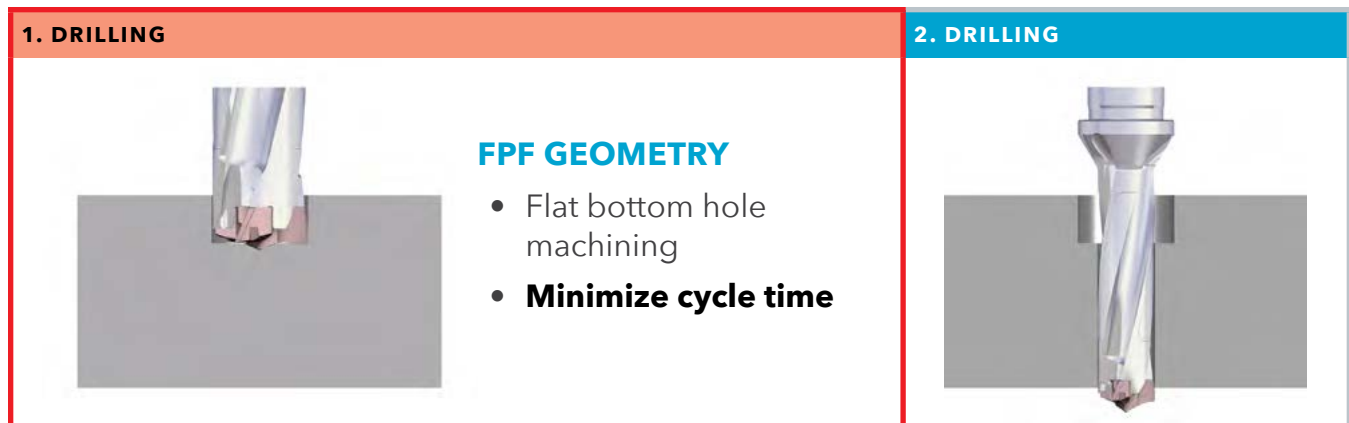 1. DRILLING
2. DRILLING
FPF GEOMETRY
• Flat bottom hole
machining
• Minimize cycle time